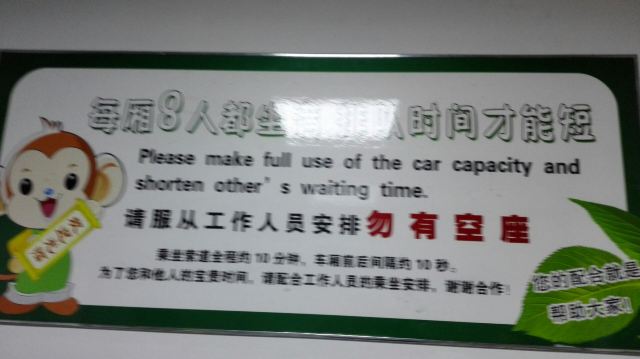 每厢8人都坐 队时间才能短
Please make full use of the car capacity and
shorten other's waiting time.
请服从工作人员安排勿有空座
乘坐索道全程约10分钟，车厢前后间隔约10秒。
为了您和他人的宝贵时间，请配合工作人员的乘坐安排，谢谢合作！
你的配合就是
帮助大家！